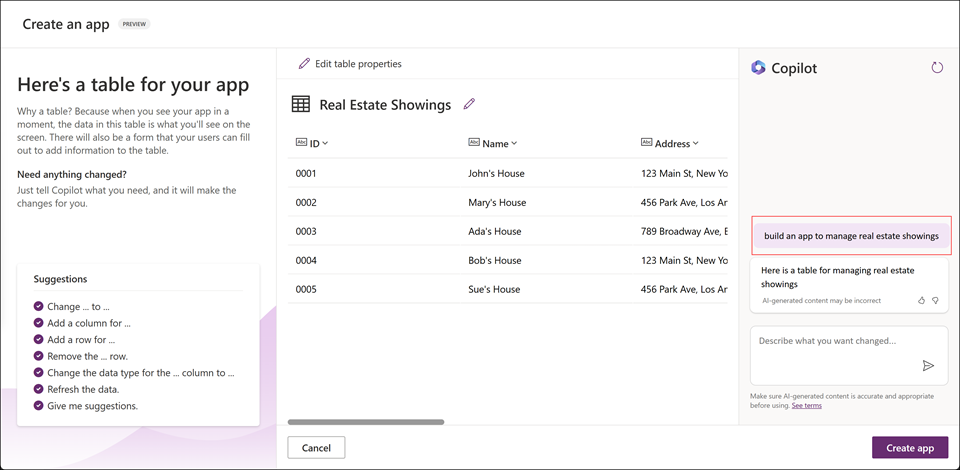 Create an app PREVIEW
Here's a table for your app
Why a table? Because when you see your app in a
moment, the data in this table is what you'll see on the
screen. There will also be a form that your users can fill
out to add information to the table.
Need anything changed?
Just tell Copilot what you need, and it will make the
changes for you.
Suggestions
Change ... to ...
Add a column for ...
Add a row for ...
Remove the ... row.
Change the data type for the ... column to ...
Refresh the data.
Give me suggestions.
Edit table properties
Real Estate Showings
Abc ID Abc Name Abc Address
0001 John's House 123 Main St, New Yo
0002 Mary's House 456 Park Ave, Los An
0003 Ada's House 789 Broadway Ave,
0004 Bob's House 123 Main St, New Yo
0005 Sue's House 456 Park Ave, Los An
Cancel
Copilot
build an app to manage real estate showings
Here is a table for managing real estate
showings
AI-generated content may be incorrect
Describe what you want changed...
Make sure AI-generated content is accurate and appropriate
before using. See terms
Create app